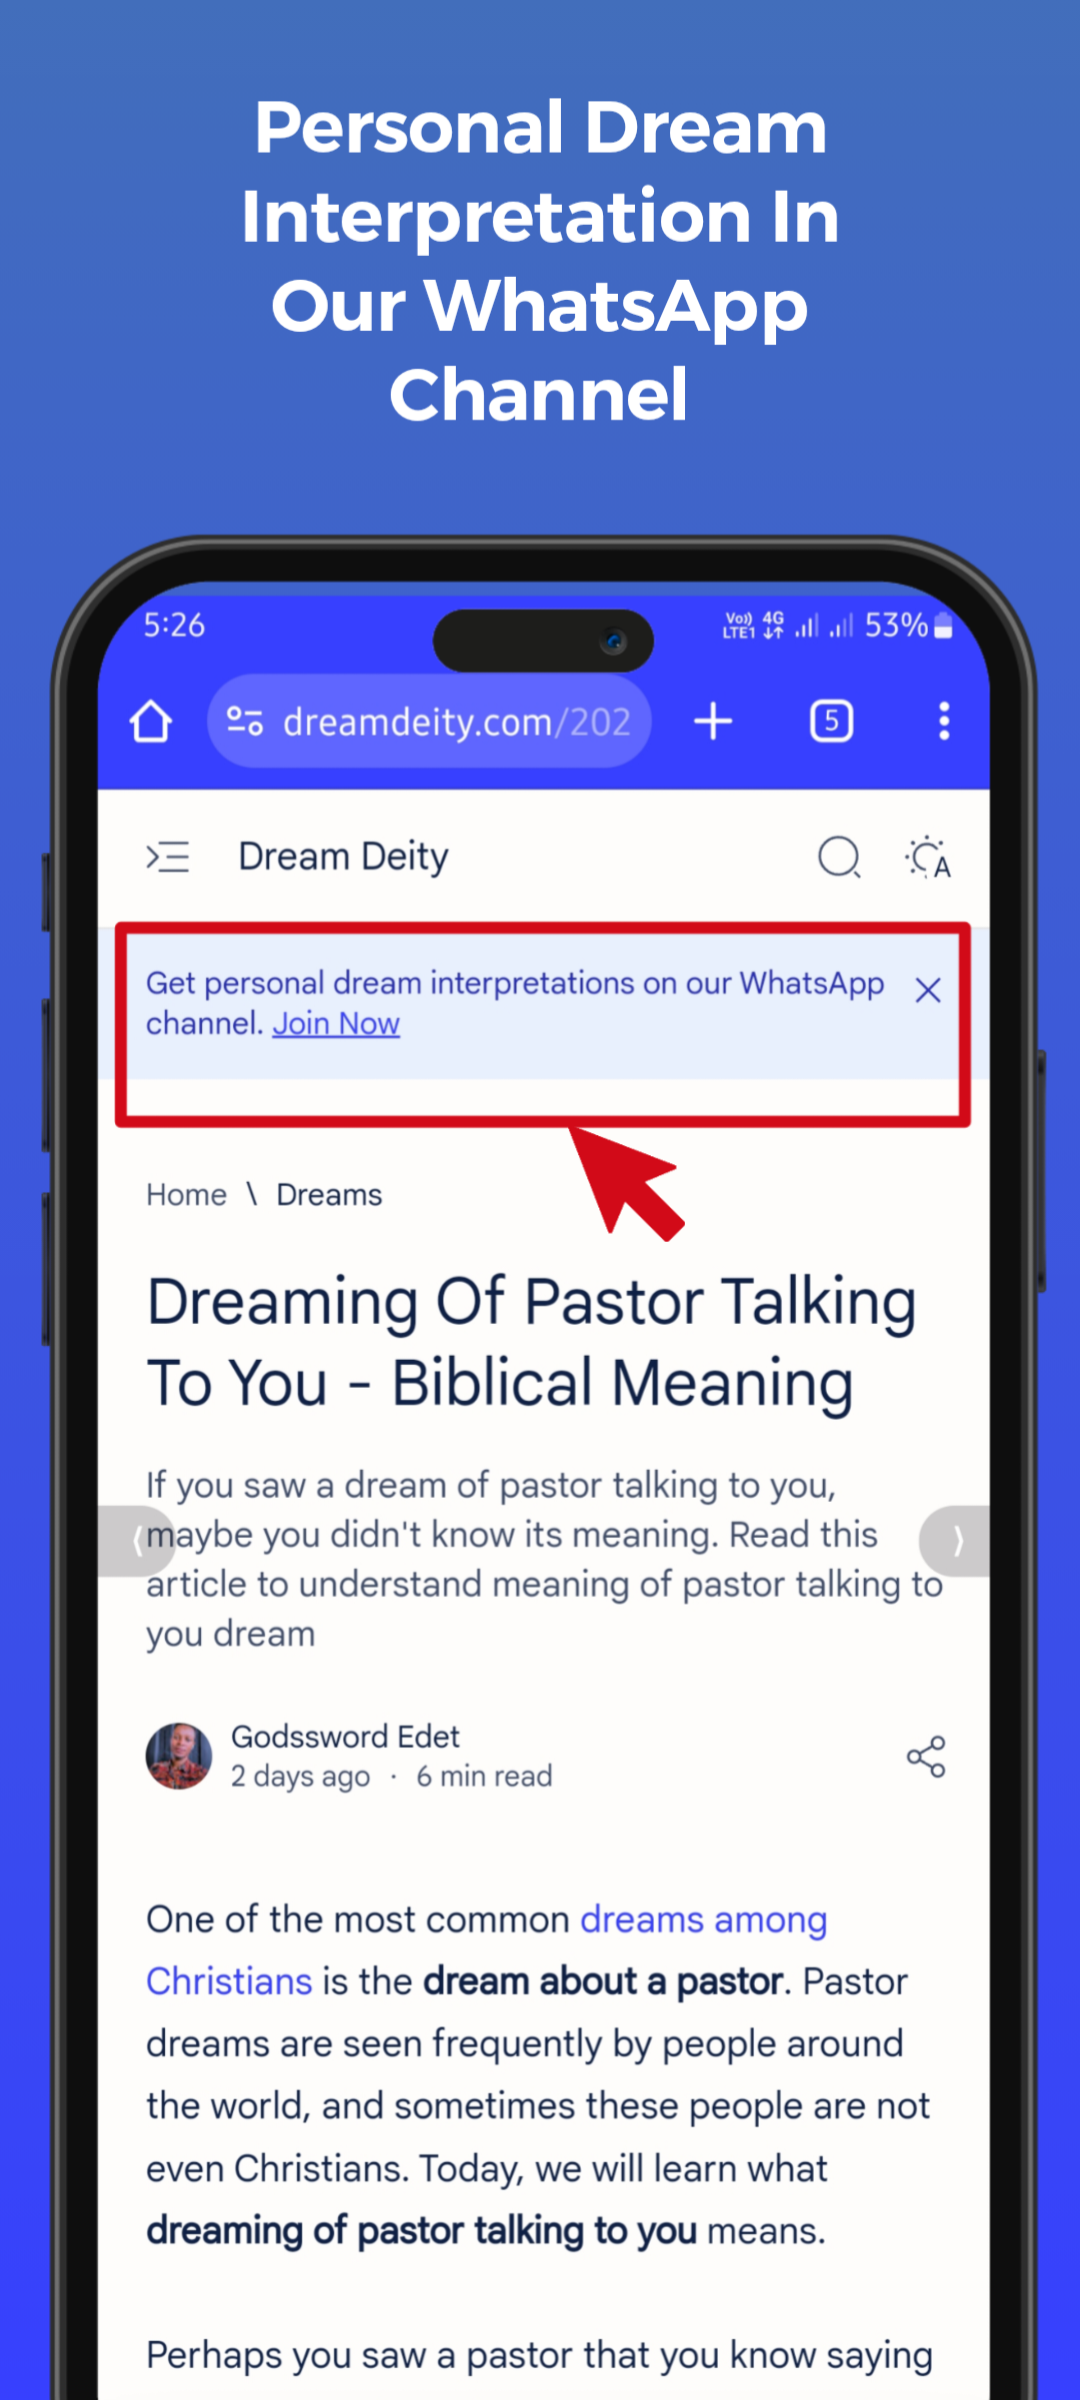 Personal Dream
Interpretation In
Our WhatsApp
Channel
5:26
Vo)) 4G
LTE1
53%
dreamdeity.com/202
5
Dream Deity
A
Get personal dream interpretations on our WhatsApp
channel. Join Now
Home \ Dreams
Dreaming Of Pastor Talking
To You - Biblical Meaning
If you saw a dream of pastor talking to you,
maybe you didn't know its meaning. Read this
article to understand meaning of pastor talking to
you dream
Godssword Edet
2 days ago · 6 min read
One of the most common dreams among
Christians is the dream about a pastor. Pastor
dreams are seen frequently by people around
the world, and sometimes these people are not
even Christians. Today, we will learn what
dreaming of pastor talking to you means.
Perhaps you saw a pastor that you know saying